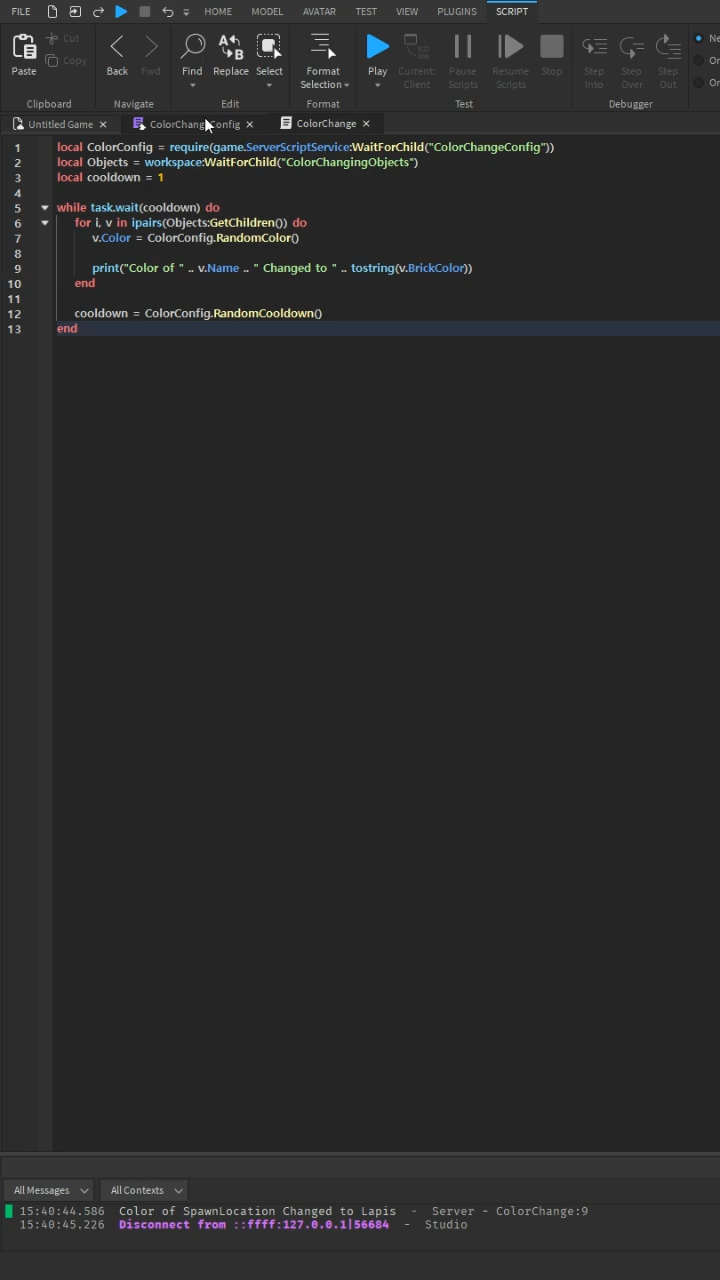 FILE HOME MODEL AVATAR TEST VIEW PLUGINS SCRIPT
Paste Cut Copy Back Fwd Find Replace Select Format Selection Play Current: Client Pause Scripts Resume Scripts Stop Step Into Step Over Step Out
Clipboard Navigate Edit Format Test Debugger
Untitled Game ColorChangeConfig ColorChange
1 local ColorConfig = require(game.ServerScriptService:WaitForChild("ColorChangeConfig"))
2 local Objects = workspace:WaitForChild("ColorChangingObjects")
3 local cooldown = 1
4
5 while task.wait(cooldown) do
6 for i, v in ipairs(Objects:GetChildren()) do
7 v.Color = ColorConfig.RandomColor()
8
9 print("Color of " .. v.Name .. " Changed to " .. tostring(v.BrickColor))
10 end
11
12 cooldown = ColorConfig.RandomCooldown()
13 end
All Messages All Contexts
15:40:44.586 Color of SpawnLocation Changed to Lapis - Server - ColorChange:9
15:40:45.226 Disconnect from ::ffff:127.0.0.1|56684 - Studio